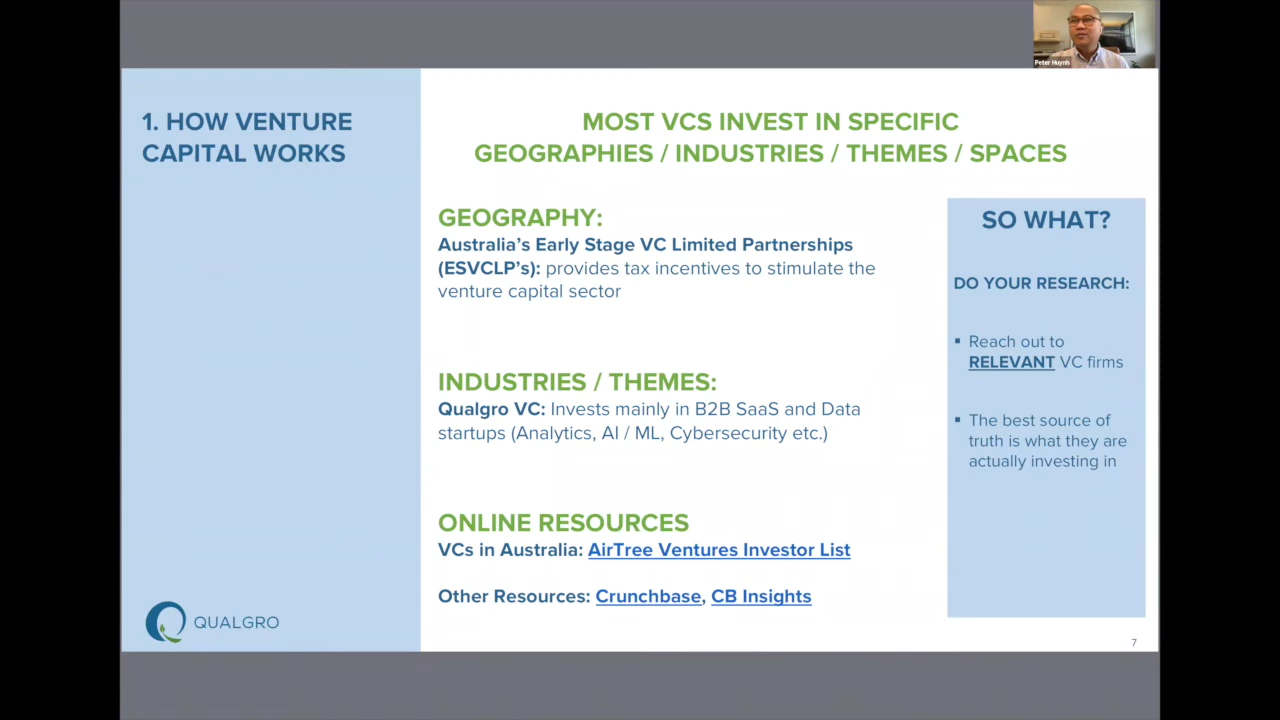 Peter Huynh
1. HOW VENTURE
CAPITAL WORKS
MOST VCS INVEST IN SPECIFIC
GEOGRAPHIES / INDUSTRIES / THEMES / SPACES
GEOGRAPHY:
Australia's Early Stage VC Limited Partnerships
(ESVCLP's): provides tax incentives to stimulate the
venture capital sector
INDUSTRIES / THEMES:
Qualgro VC: Invests mainly in B2B SaaS and Data
startups (Analytics, AI / ML, Cybersecurity etc.)
ONLINE RESOURCES
VCs in Australia: AirTree Ventures Investor List
Other Resources: Crunchbase, CB Insights
SO WHAT?
DO YOUR RESEARCH:
▪ Reach out to
RELEVANT VC firms
▪ The best source of
truth is what they are
actually investing in
QUALGRO
7